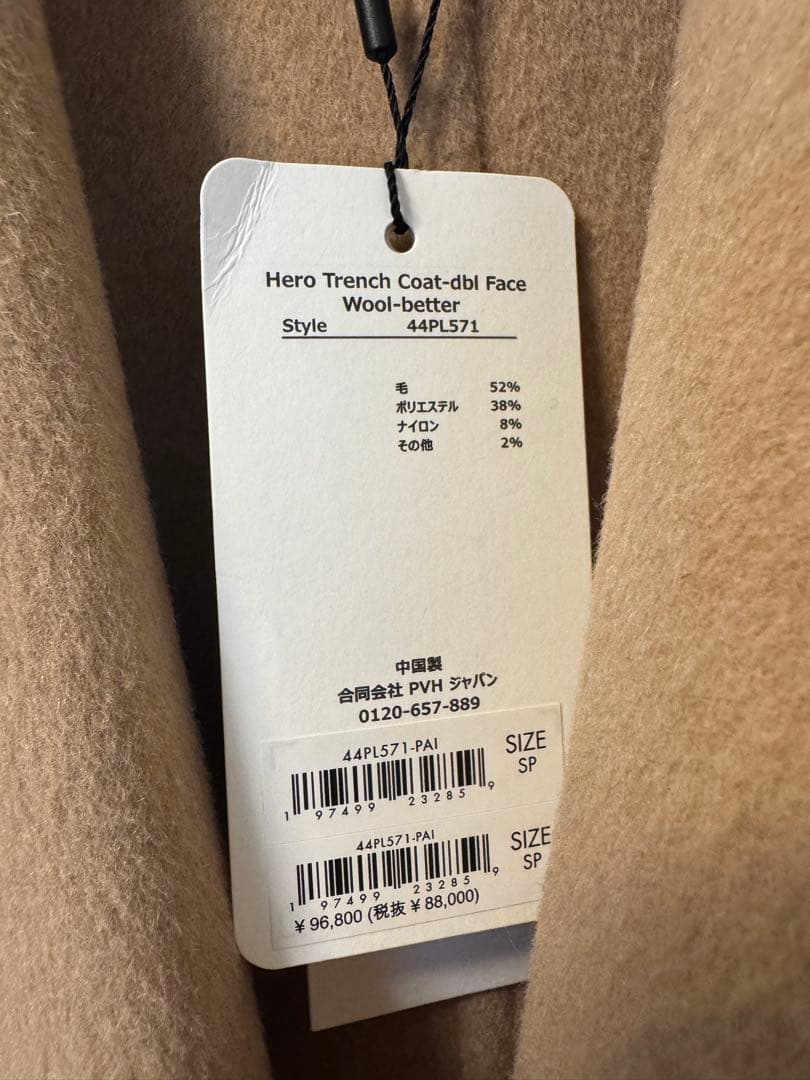 Hero Trench Coat-dbl Face
Wool-better
Style 44PL571
毛 52%
ポリエステル 38%
ナイロン 8%
その他 2%
中国製
合同会社 PVH ジャパン
0120-657-889
44PL571-PAI
SIZE
SP
1 97499 23285 9
44PL571-PAI
SIZE
SP
1 97499 23285 9
¥ 96,800 (税抜 ¥ 88,000)